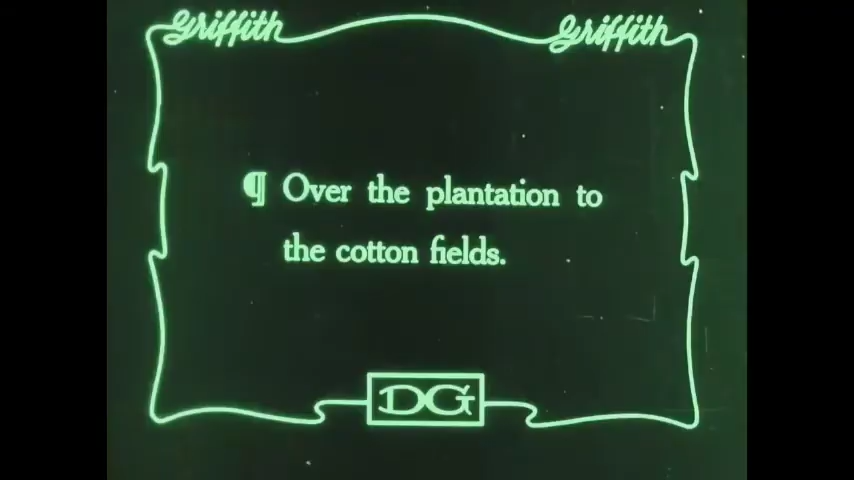 Griffith Griffith
¶ Over the plantation to
the cotton fields.
DG